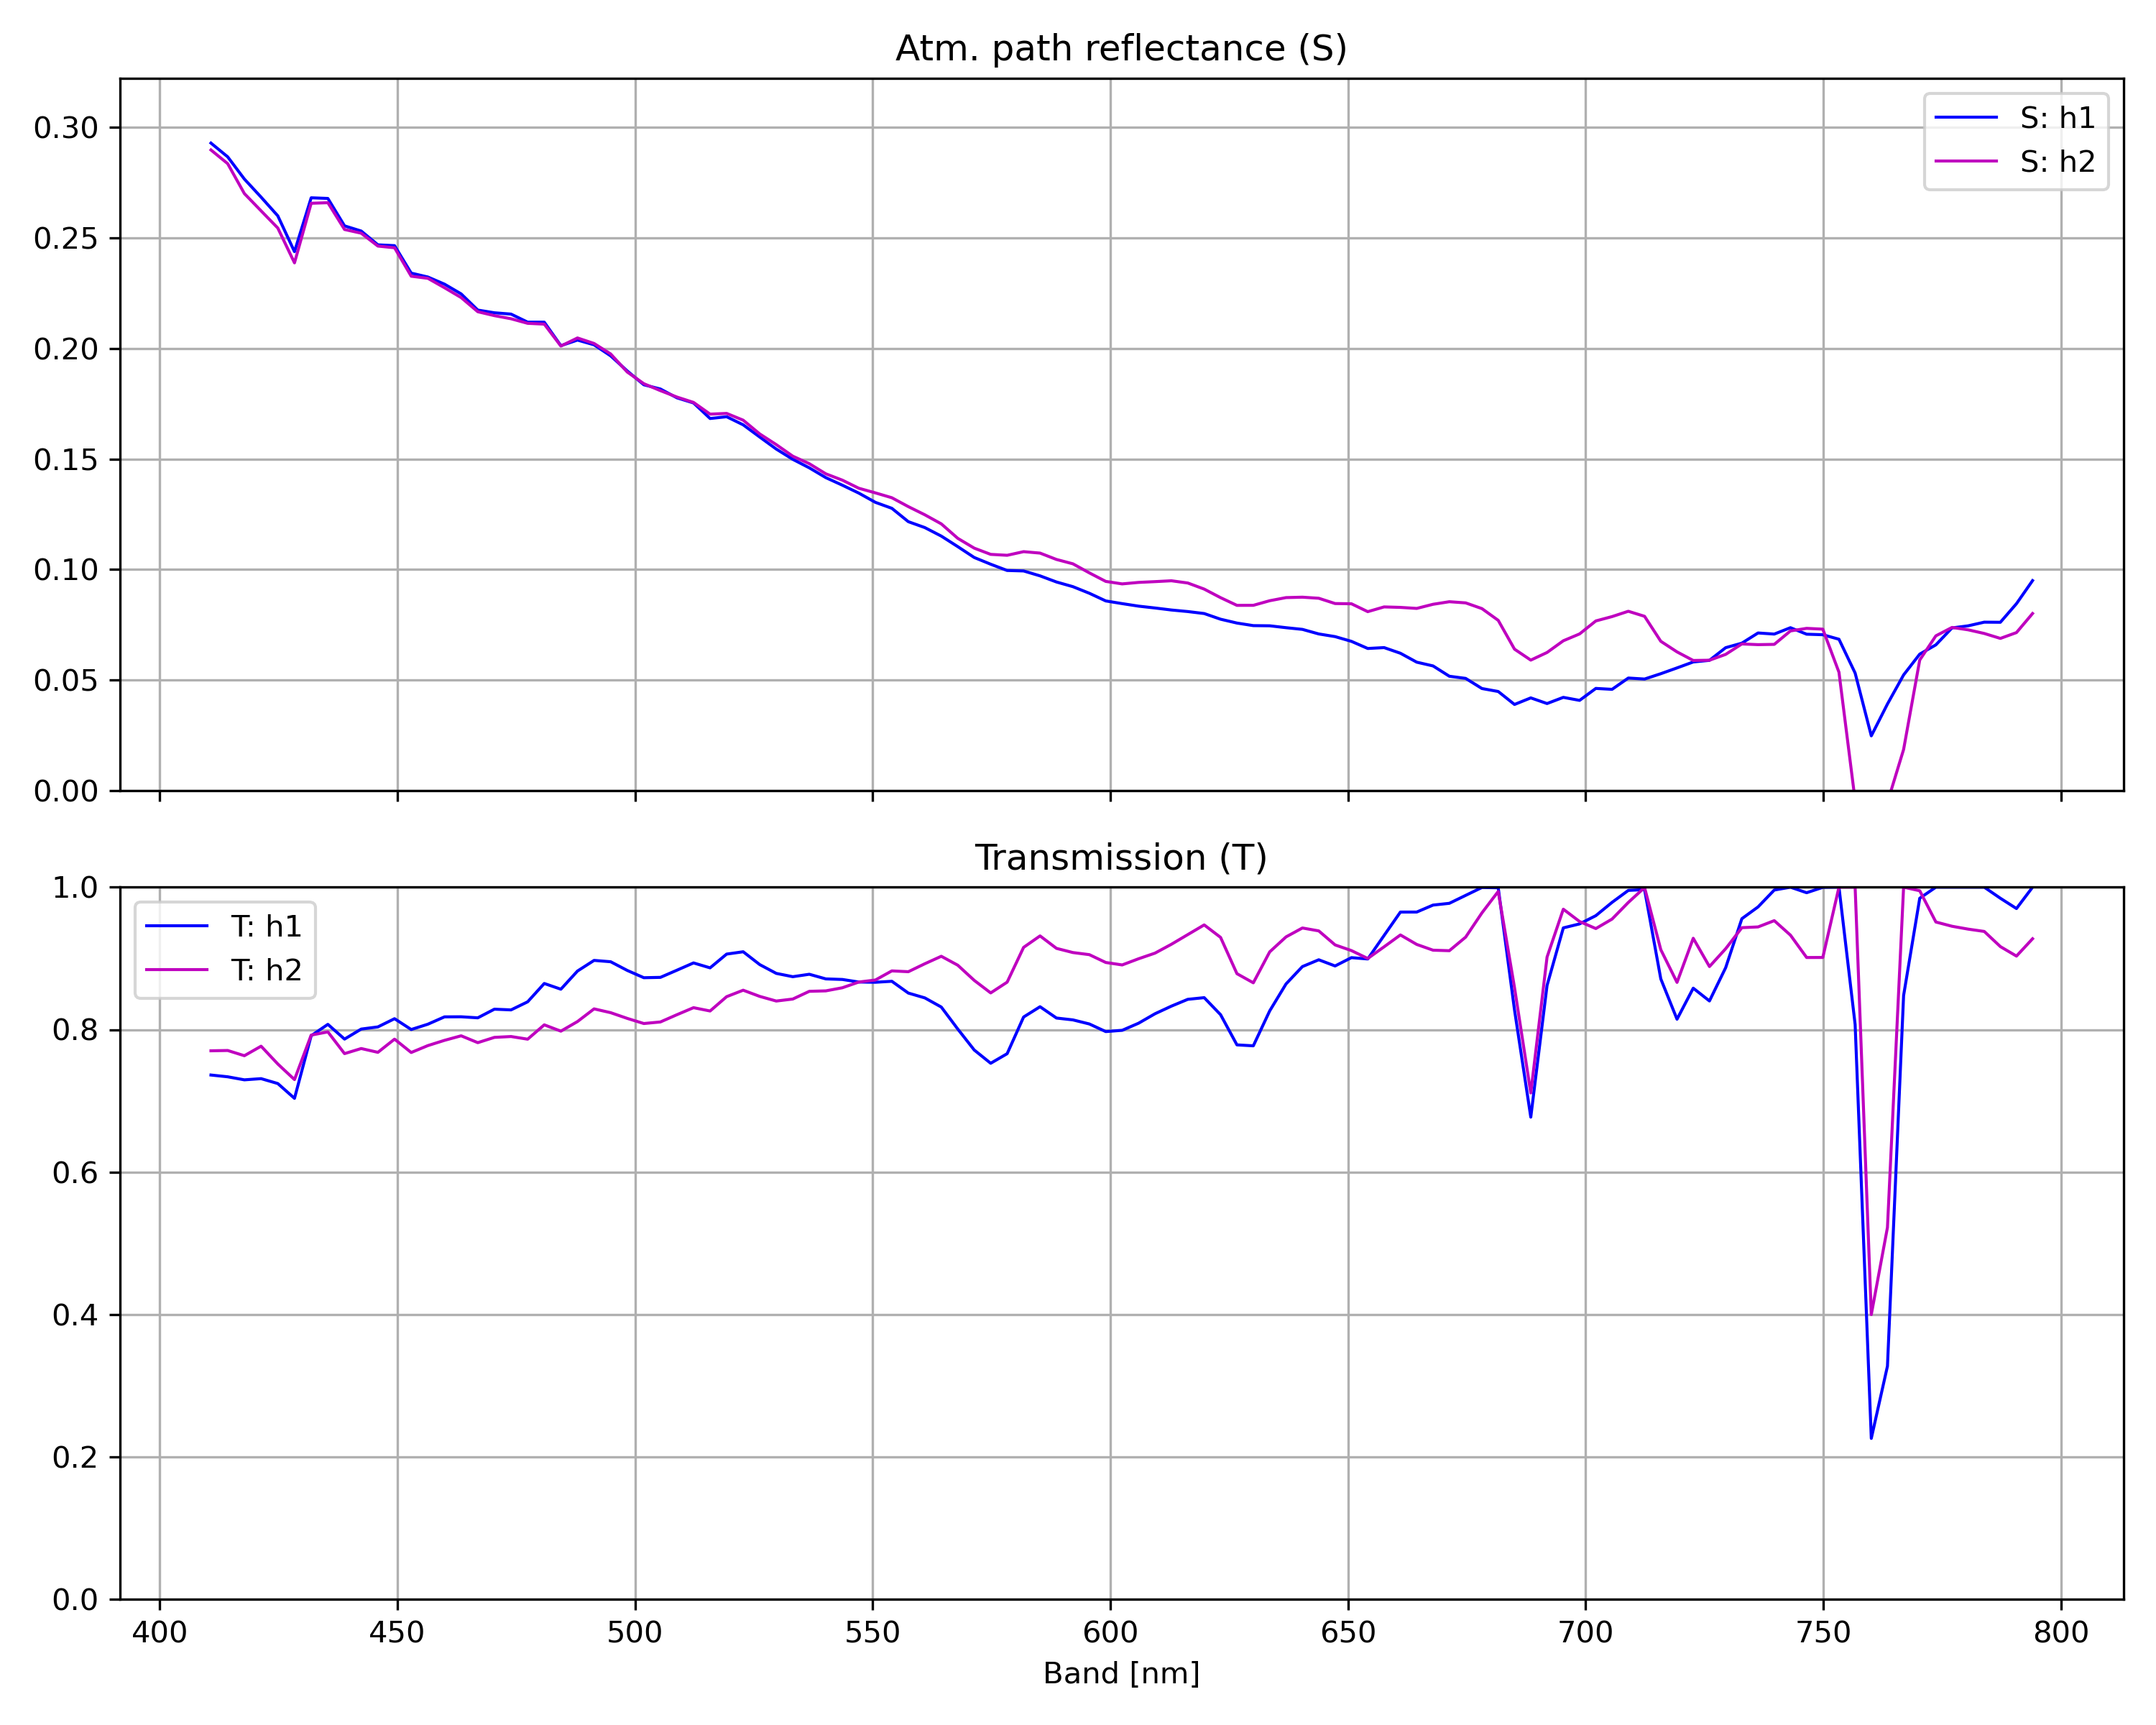 Atm. path reflectance (S)
0.30
0.25
0.20
0.15
0.10
0.05
0.00
S: h1
S: h2
Transmission (T)
1.0
0.8
0.6
0.4
0.2
0.0
T: h1
T: h2
400 450 500 550 600 650 700 750 800
Band [nm]